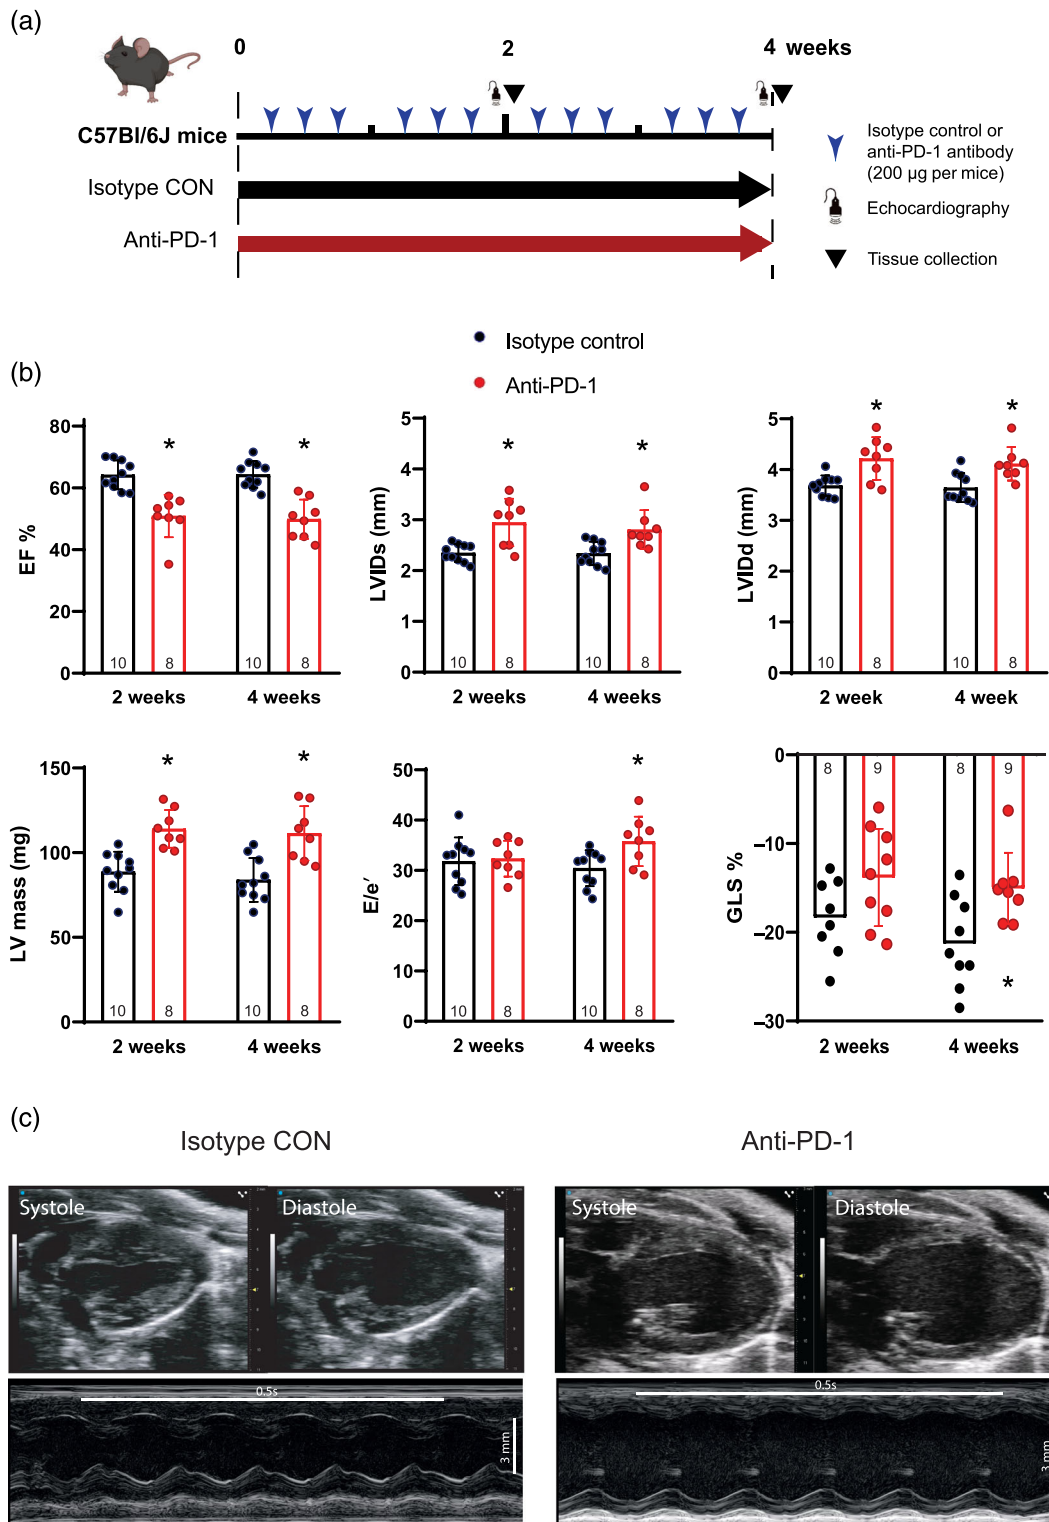 (a)
0 2 4 weeks
C57Bl/6J mice
Isotype CON
Anti-PD-1
Isotype control or
anti-PD-1 antibody
(200 µg per mice)
Echocardiography
Tissue collection
Isotype control
Anti-PD-1
(b)
EF %
80
60
40
20
0
*
*
10
8
10
8
2 weeks
4 weeks
LVIDs (mm)
5
4
3
2
1
0
*
*
10
8
10
8
2 weeks
4 weeks
LVIDd (mm)
5
4
3
2
1
0
*
*
10
8
10
8
2 week
4 week
LV mass (mg)
150
100
50
0
*
*
10
8
10
8
2 weeks
4 weeks
E/e′
50
40
30
20
10
0
*
10
8
10
8
2 weeks
4 weeks
GLS %
0
–10
–20
–30
8
9
8
9
*
2 weeks
4 weeks
(c)
Isotype CON
Anti-PD-1
Systole
Diastole
Systole
Diastole
0.5s
3 mm
0.5s
3 mm